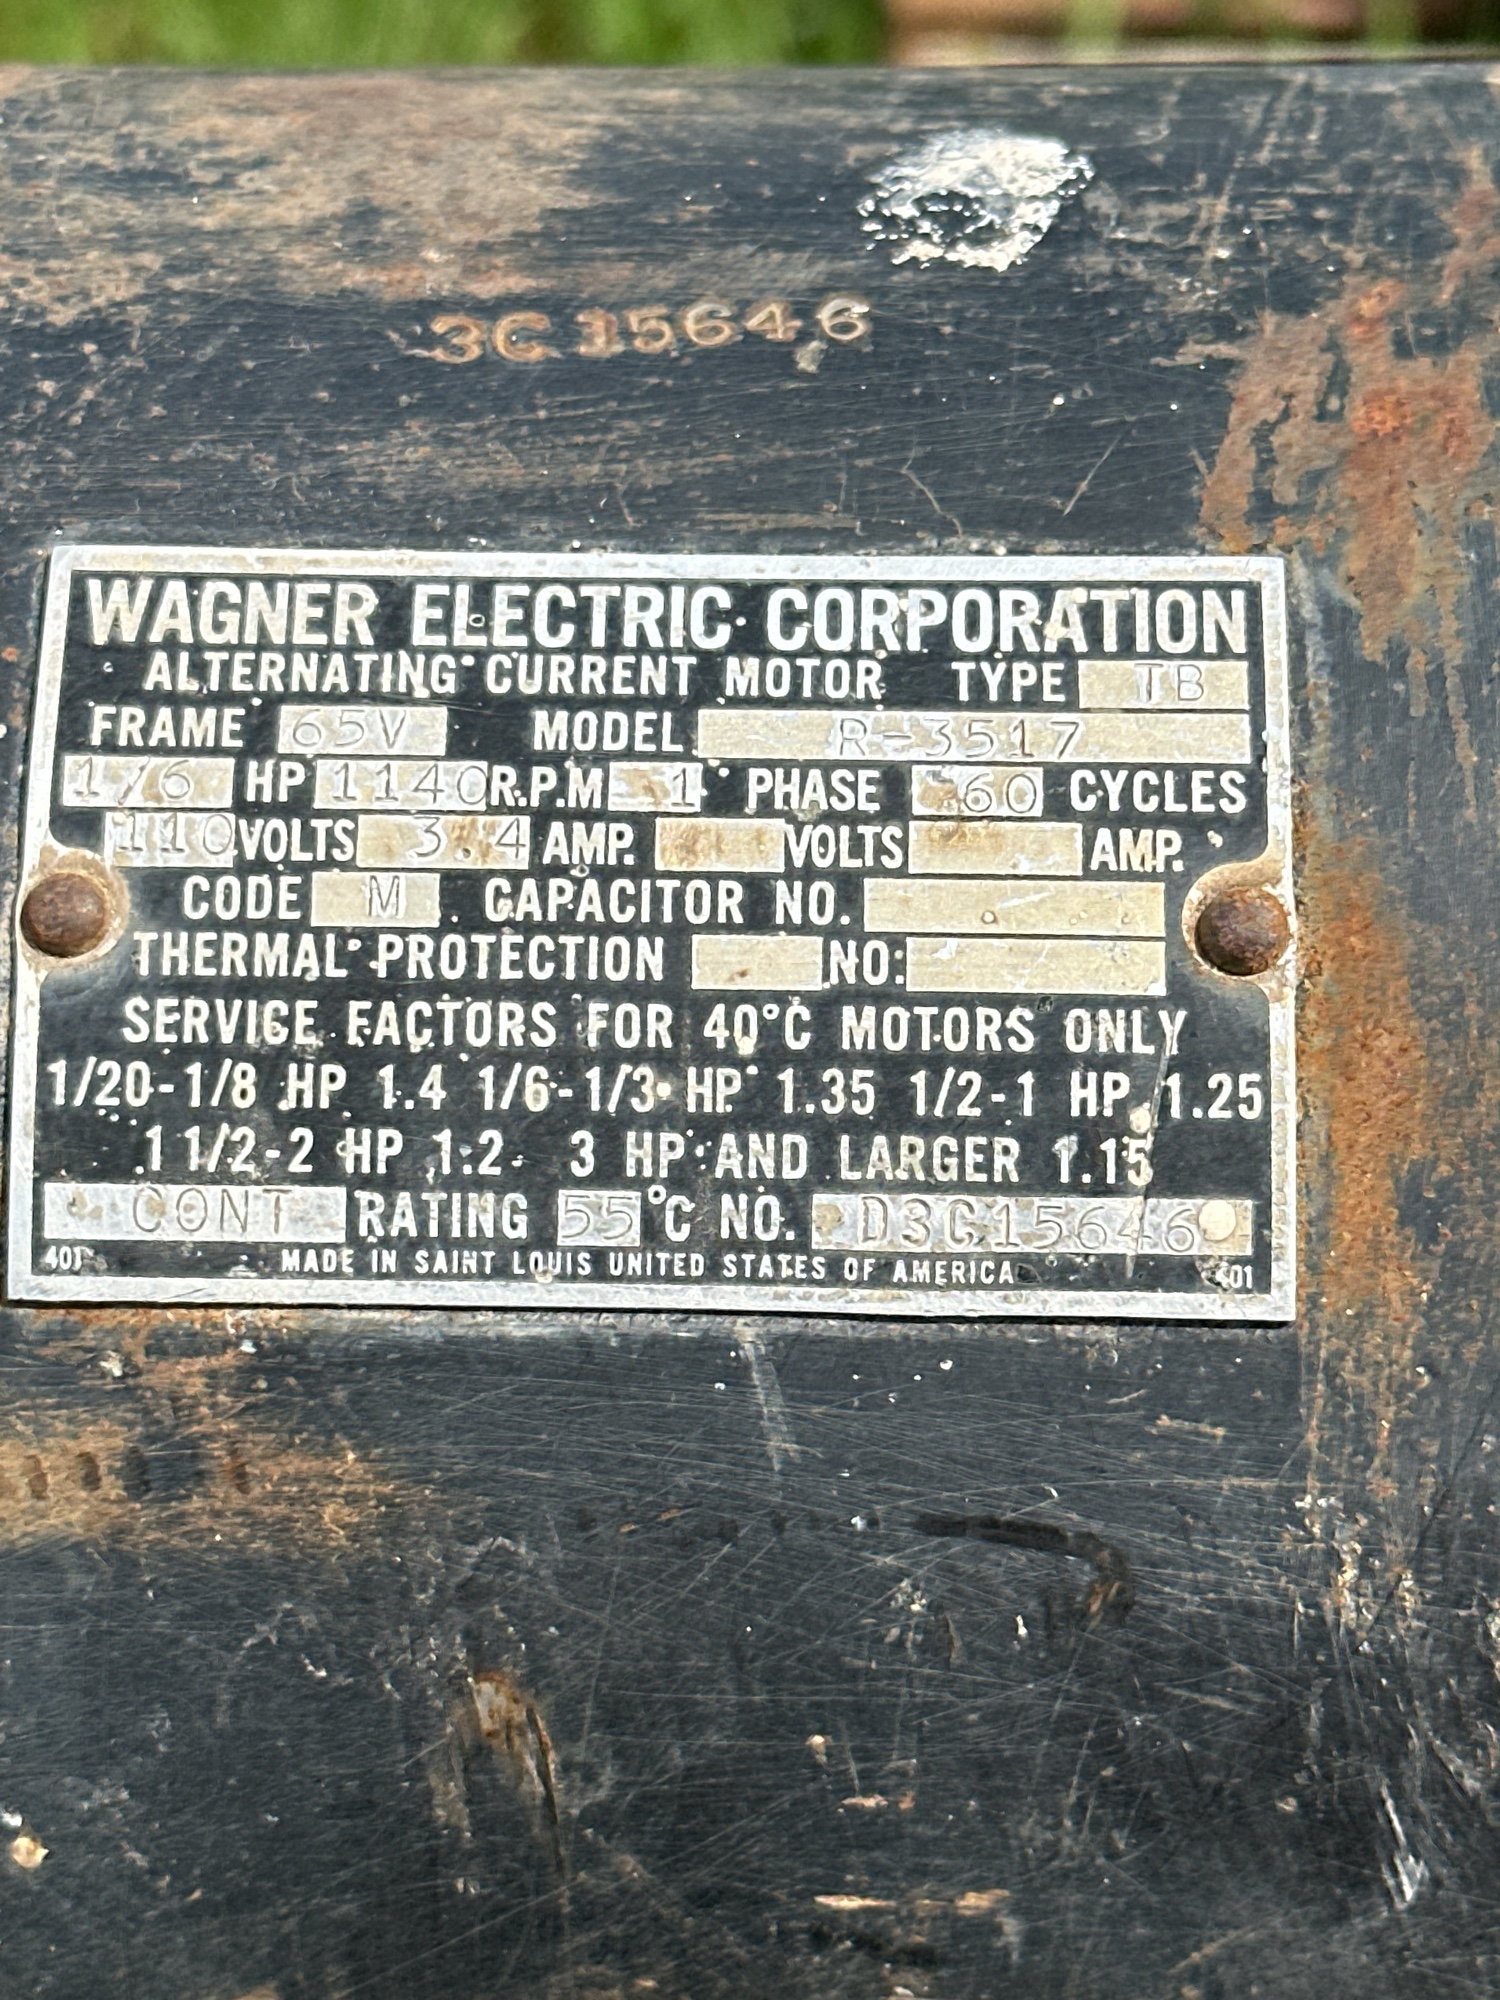 3C15646
WAGNER ELECTRIC CORPORATION
ALTERNATING CURRENT MOTOR TYPE TB
FRAME 65V MODEL R-3517
1/6 HP 1140 R.P.M 1 PHASE 60 CYCLES
110 VOLTS 3.4 AMP. VOLTS AMP.
CODE M CAPACITOR NO.
THERMAL PROTECTION NO.
SERVICE FACTORS FOR 40°C MOTORS ONLY
1/20-1/8 HP 1.4 1/6-1/3 HP 1.35 1/2-1 HP 1.25
1 1/2-2 HP 1.2 3 HP AND LARGER 1.15
CONT RATING 55°C NO. D3C15646
401 MADE IN SAINT LOUIS UNITED STATES OF AMERICA 401